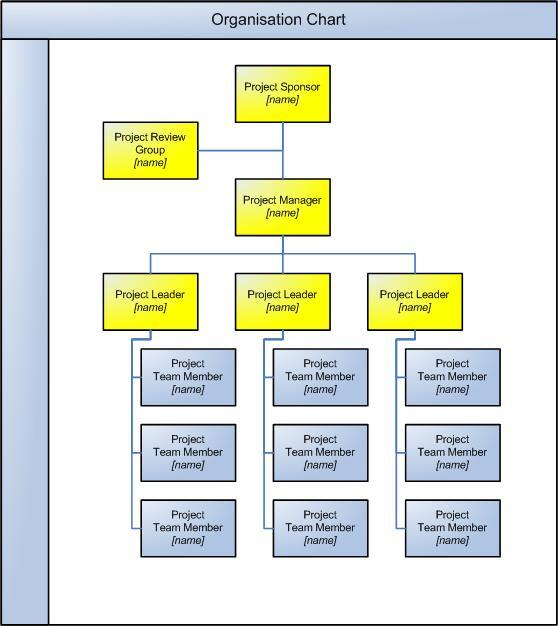 Organisation Chart
Project Sponsor
[name]
Project Review
Group
[name]
Project Manager
[name]
Project Leader
[name]
Project Leader
[name]
Project Leader
[name]
Project
Team Member
[name]
Project
Team Member
[name]
Project
Team Member
[name]
Project
Team Member
[name]
Project
Team Member
[name]
Project
Team Member
[name]
Project
Team Member
[name]
Project
Team Member
[name]
Project
Team Member
[name]